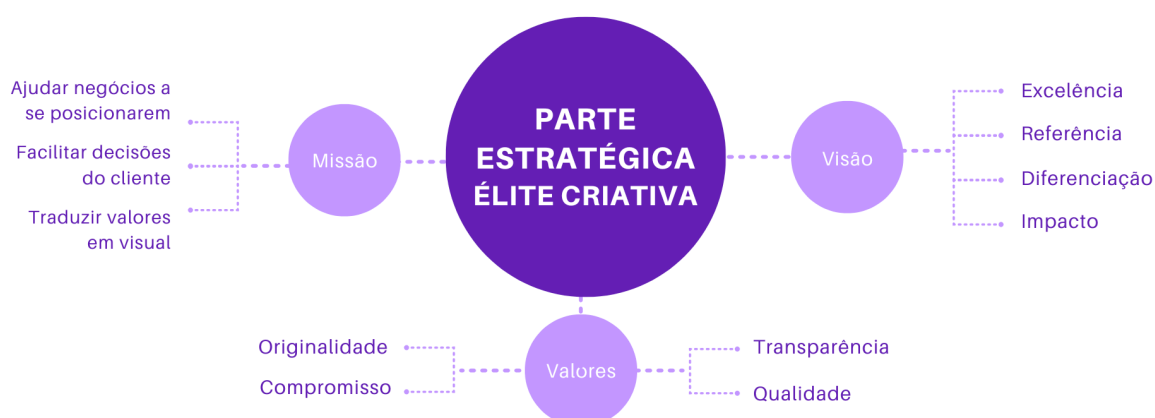 PARTE
ESTRATÉGICA
ÉLITE CRIATIVA
Missão
Ajudar negócios a
se posicionarem
Facilitar decisões
do cliente
Traduzir valores
em visual
Visão
Excelência
Referência
Diferenciação
Impacto
Valores
Originalidade
Compromisso
Transparência
Qualidade